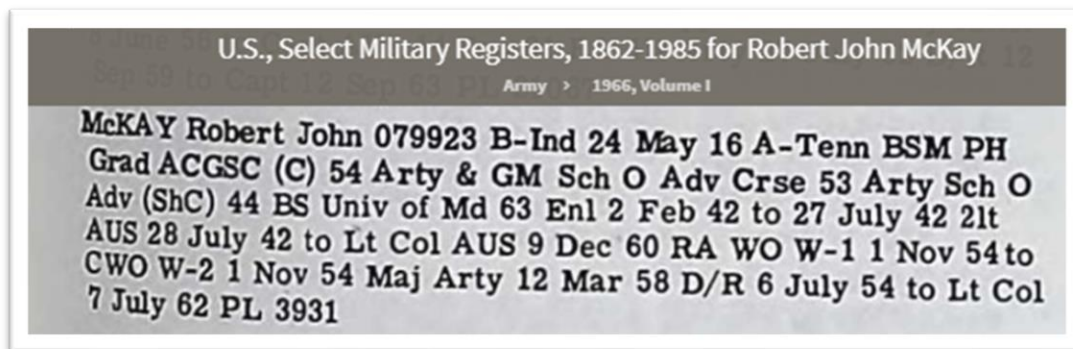 U.S., Select Military Registers, 1862-1985 for Robert John McKay
Army > 1966, Volume I
McKAY Robert John 079923 B-Ind 24 May 16 A-Tenn BSM PH
Grad ACGSC (C) 54 Arty & GM Sch O Adv Crse 53 Arty Sch O
Adv (ShC) 44 BS Univ of Md 63 Enl 2 Feb 42 to 27 July 42 2lt
AUS 28 July 42 to Lt Col AUS 9 Dec 60 RA WO W-1 1 Nov 54 to
CWO W-2 1 Nov 54 Maj Arty 12 Mar 58 D/R 6 July 54 to Lt Col
7 July 62 PL 3931